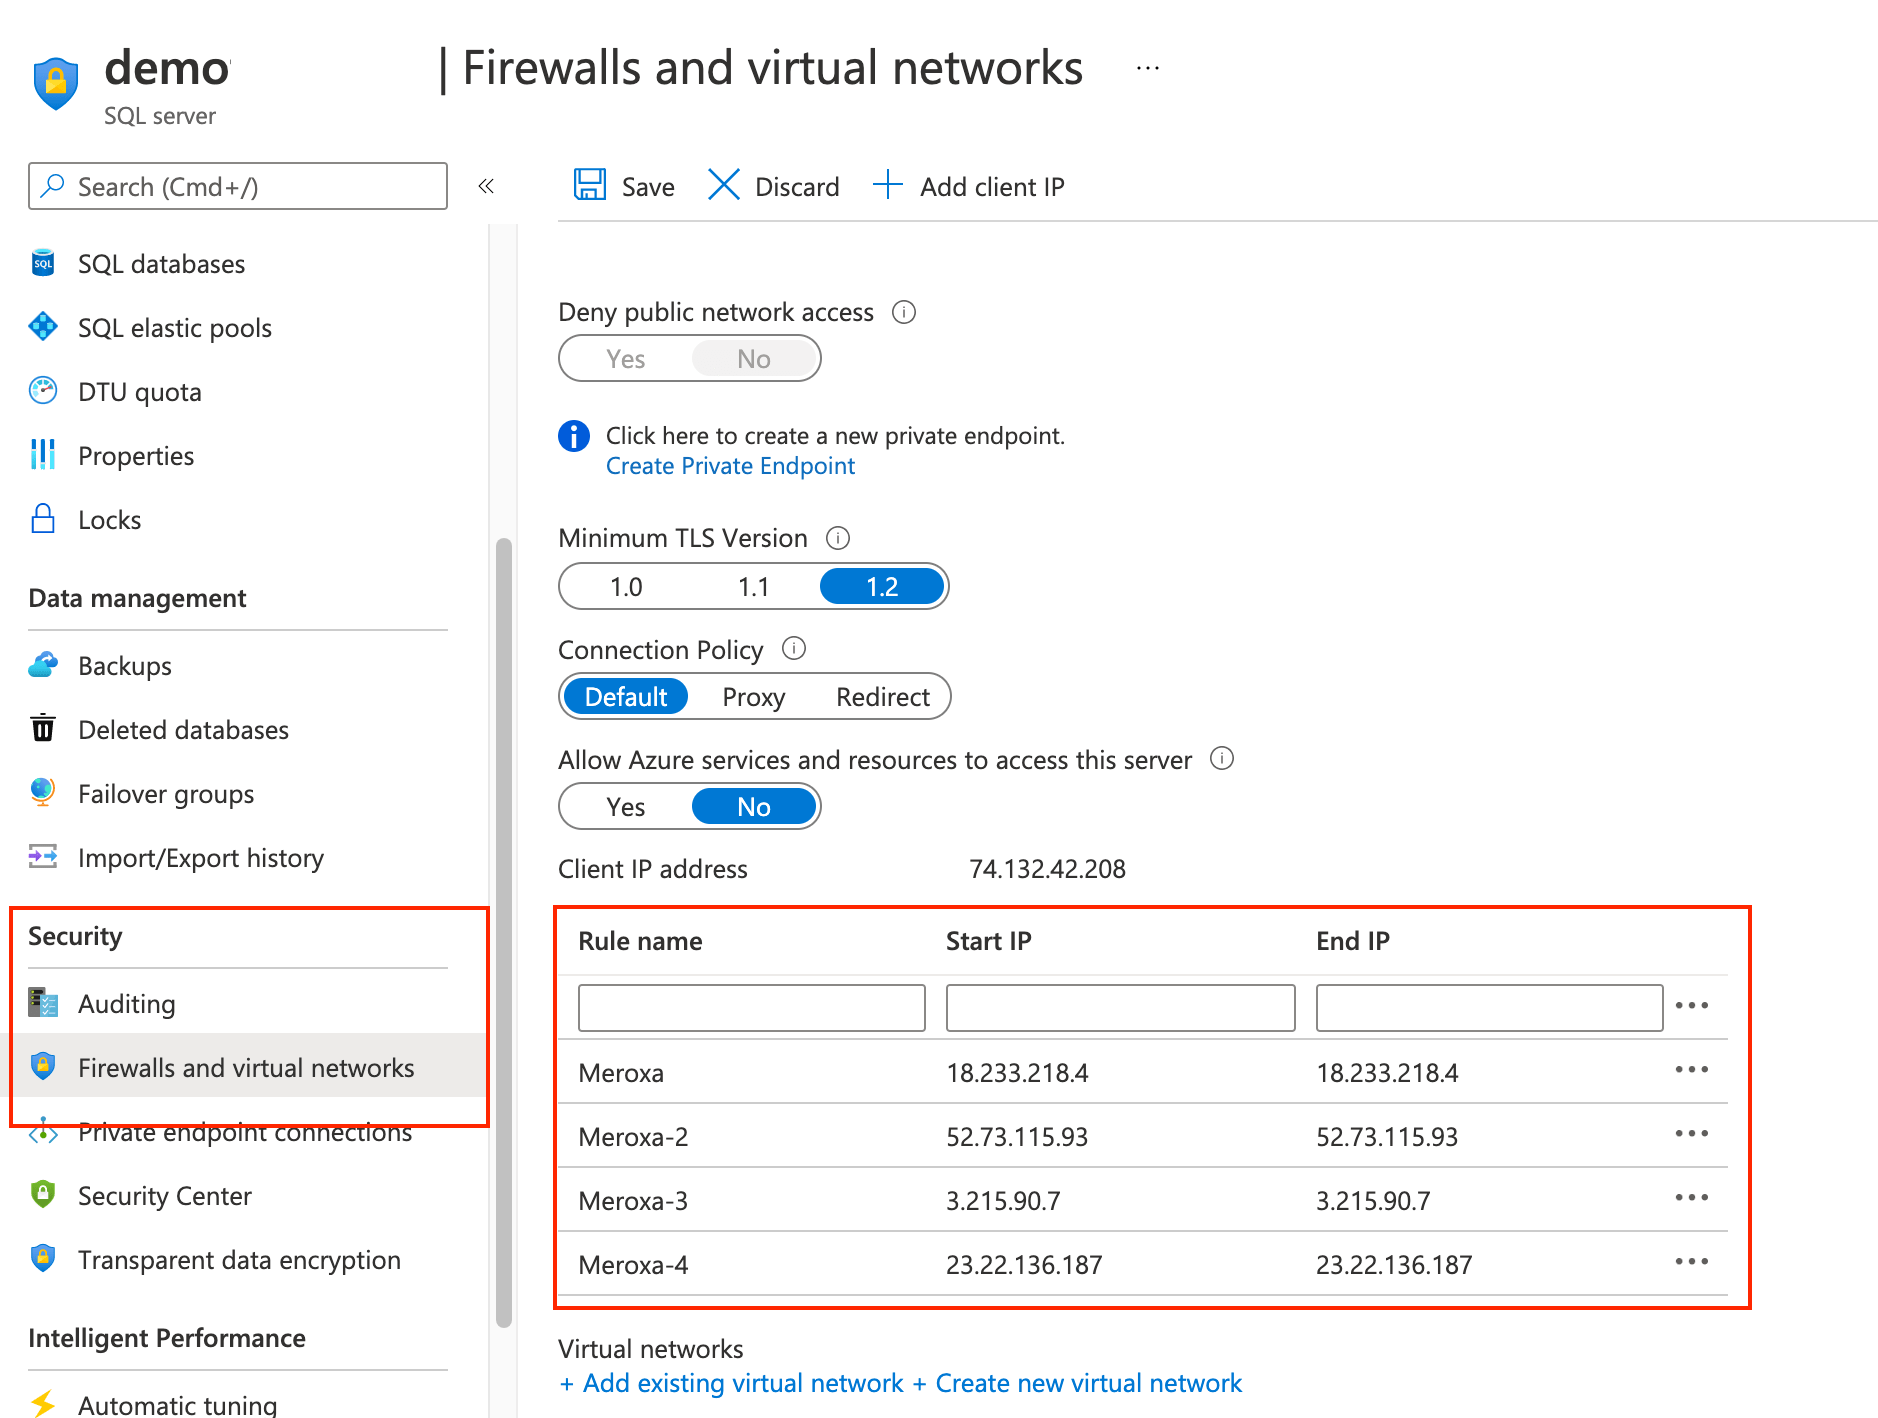 demo | Firewalls and virtual networks ...
SQL server
Search (Cmd+/)
«
Save
Discard
Add client IP
SQL databases
SQL elastic pools
DTU quota
Properties
Locks
Data management
Backups
Deleted databases
Failover groups
Import/Export history
Security
Auditing
Firewalls and virtual networks
Private endpoint connections
Security Center
Transparent data encryption
Intelligent Performance
Automatic tuning
Deny public network access
Yes No
Click here to create a new private endpoint.
Create Private Endpoint
Minimum TLS Version
1.0 1.1 1.2
Connection Policy
Default Proxy Redirect
Allow Azure services and resources to access this server
Yes No
Client IP address 74.132.42.208
Rule name Start IP End IP
Meroxa 18.233.218.4 18.233.218.4
Meroxa-2 52.73.115.93 52.73.115.93
Meroxa-3 3.215.90.7 3.215.90.7
Meroxa-4 23.22.136.187 23.22.136.187
Virtual networks
+ Add existing virtual network + Create new virtual network